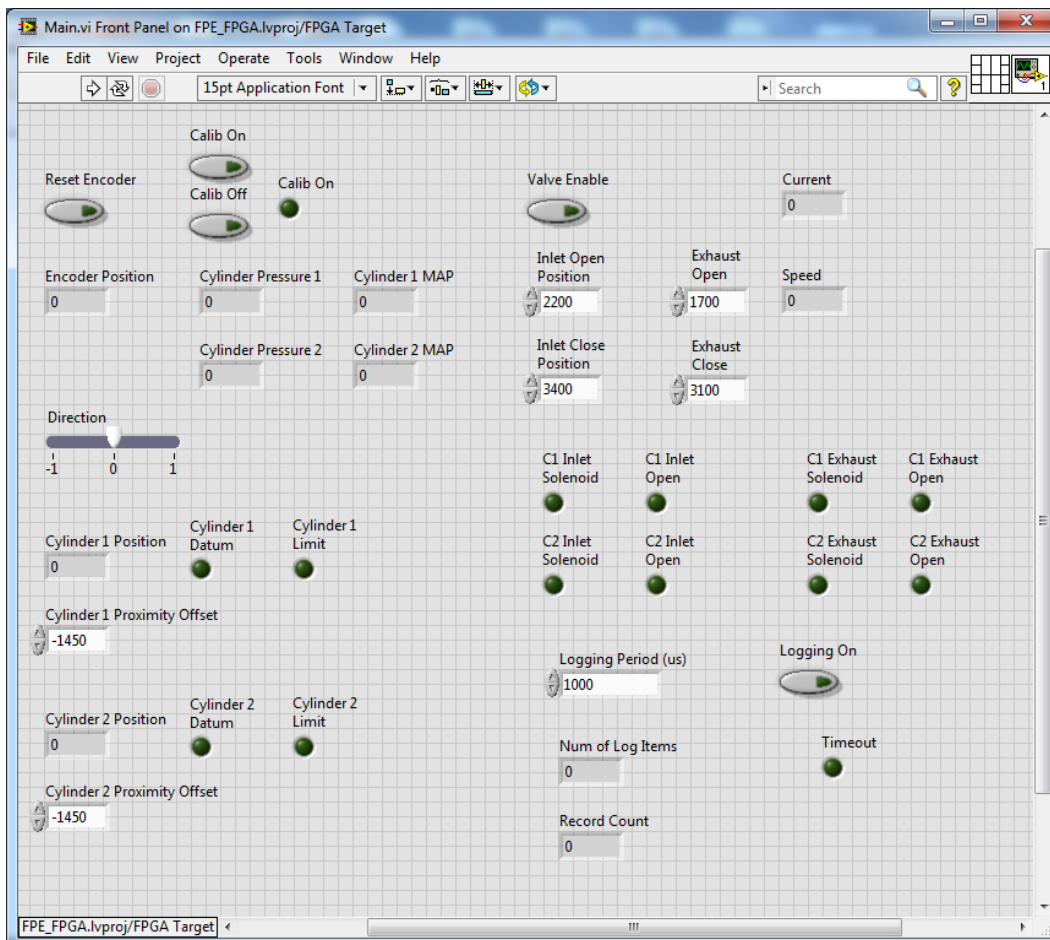 Main.vi Front Panel on FPE_FPGA.lvproj/FPGA Target
File Edit View Project Operate Tools Window Help
15pt Application Font
Search
1
Calib On
Reset Encoder
Calib Off
Calib On
Valve Enable
Current
0
Encoder Position
0
Cylinder Pressure 1
0
Cylinder 1 MAP
0
Inlet Open
Position
2200
Exhaust
Open
1700
Speed
0
Cylinder Pressure 2
0
Cylinder 2 MAP
0
Inlet Close
Position
3400
Exhaust
Close
3100
Direction
-1 0 1
C1 Inlet
Solenoid
C1 Inlet
Open
C1 Exhaust
Solenoid
C1 Exhaust
Open
Cylinder 1 Position
0
Cylinder 1
Datum
Cylinder 1
Limit
C2 Inlet
Solenoid
C2 Inlet
Open
C2 Exhaust
Solenoid
C2 Exhaust
Open
Cylinder 1 Proximity Offset
-1450
Logging Period (us)
1000
Logging On
Cylinder 2 Position
0
Cylinder 2
Datum
Cylinder 2
Limit
Num of Log Items
0
Timeout
Cylinder 2 Proximity Offset
-1450
Record Count
0
FPE_FPGA.lvproj/FPGA Target